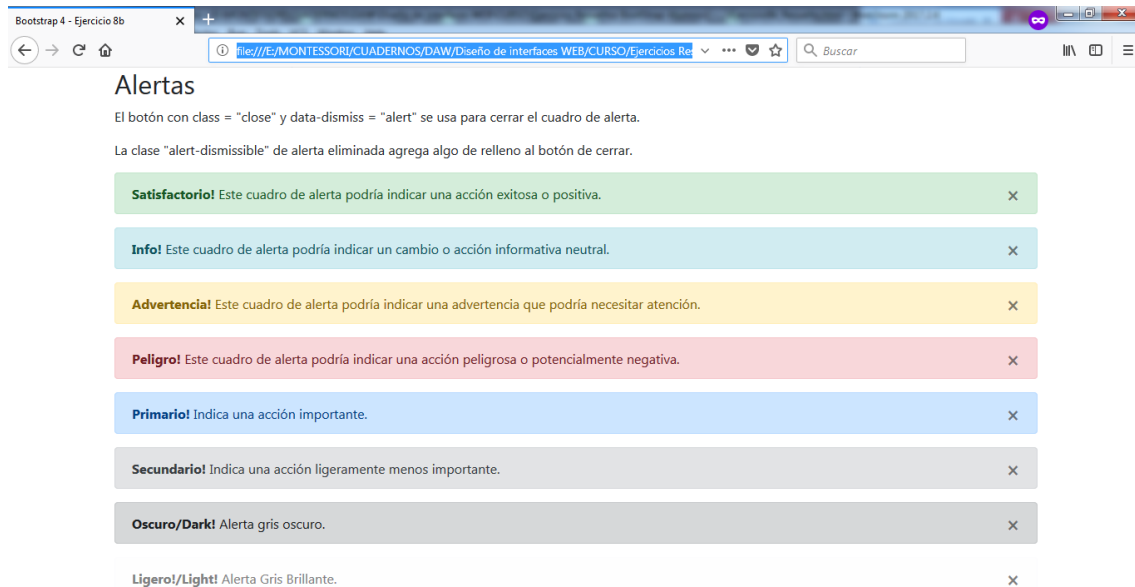 Bootstrap 4 - Ejercicio 8b
file:///E:/MONTESSORI/CUADERNOS/DAW/Diseño de interfaces WEB/CURSO/Ejercicios Re
Buscar
Alertas
El botón con class = "close" y data-dismiss = "alert" se usa para cerrar el cuadro de alerta.
La clase "alert-dismissible" de alerta eliminada agrega algo de relleno al botón de cerrar.
Satisfactorio! Este cuadro de alerta podría indicar una acción exitosa o positiva. ×
Info! Este cuadro de alerta podría indicar un cambio o acción informativa neutral. ×
Advertencia! Este cuadro de alerta podría indicar una advertencia que podría necesitar atención. ×
Peligro! Este cuadro de alerta podría indicar una acción peligrosa o potencialmente negativa. ×
Primario! Indica una acción importante. ×
Secundario! Indica una acción ligeramente menos importante. ×
Oscuro/Dark! Alerta gris oscuro. ×
Ligero!/Light! Alerta Gris Brillante. ×